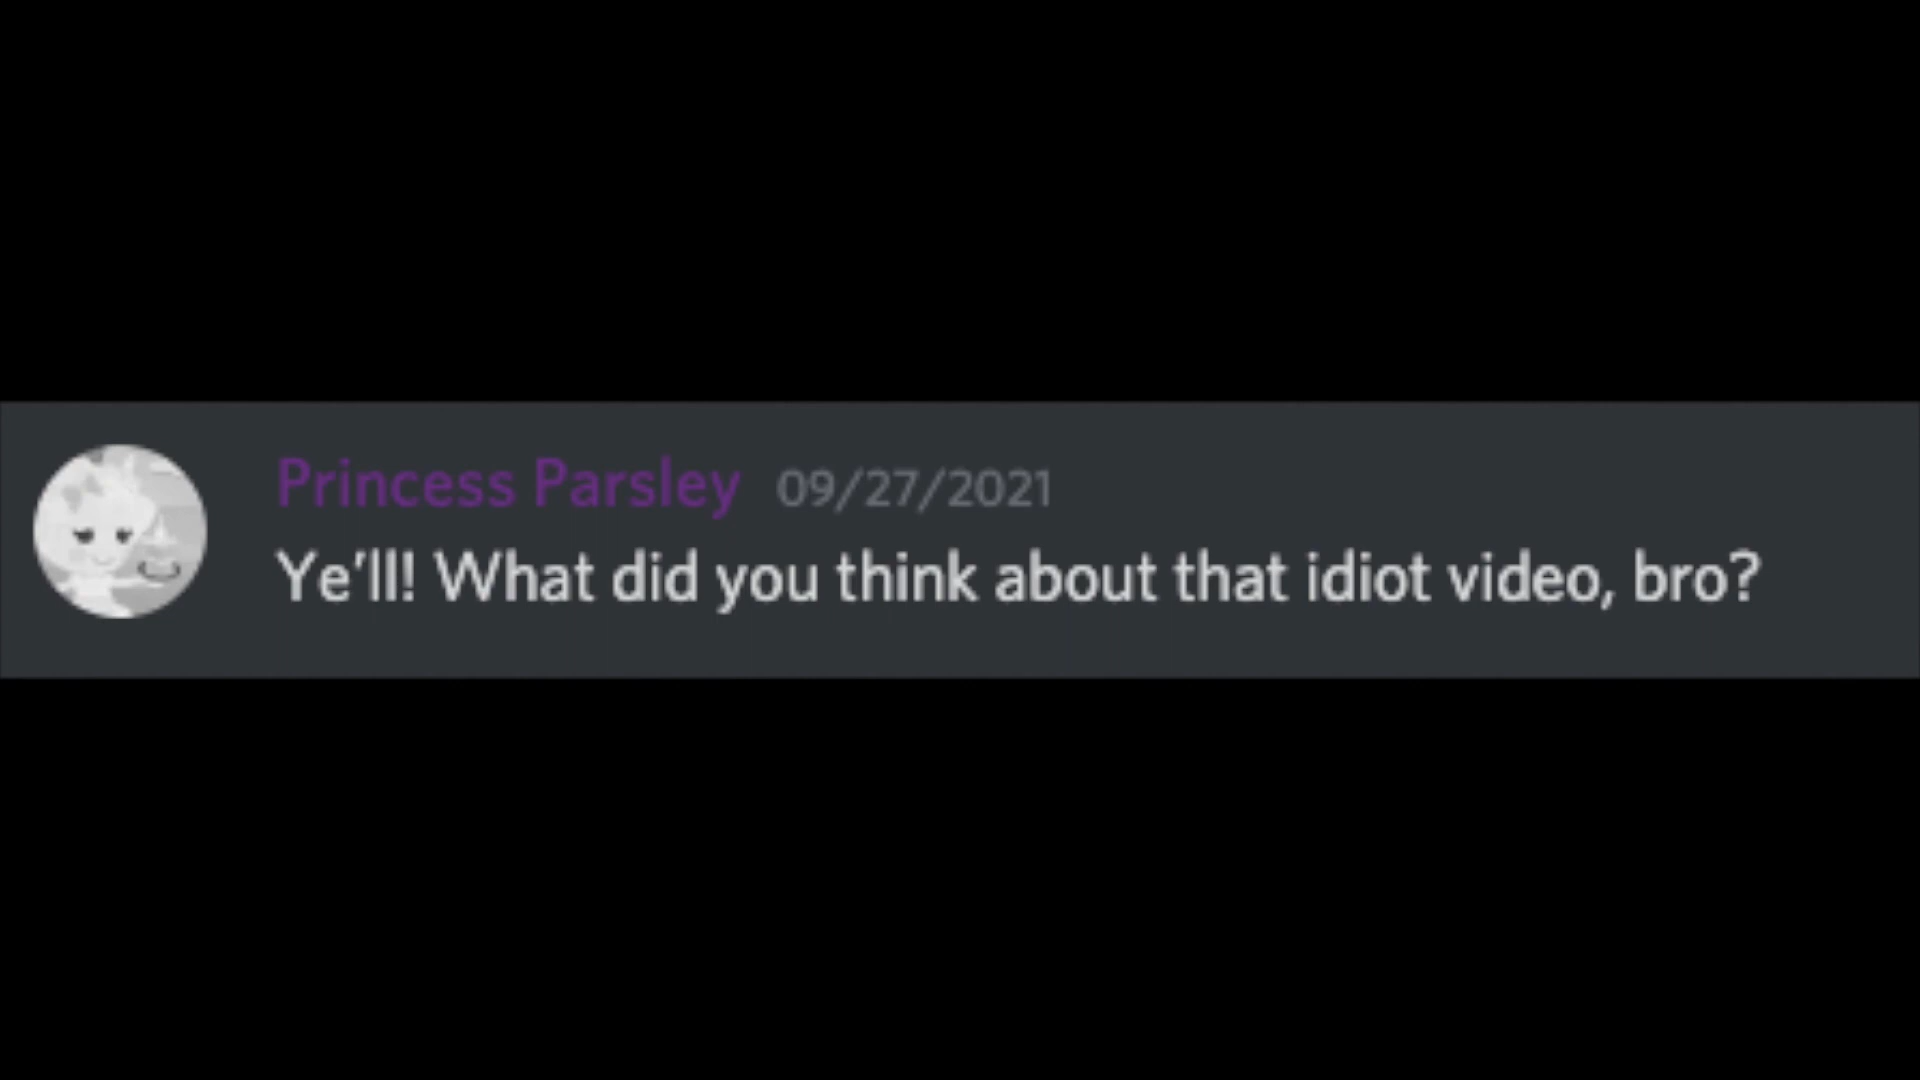 Princess Parsley 09/27/2021
Ye'll! What did you think about that idiot video, bro?